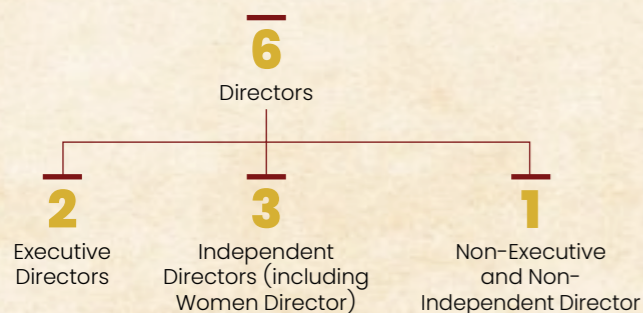 6
Directors
2
Executive
Directors
3
Independent
Directors (including
Women Director)
1
Non-Executive
and Non-
Independent Director